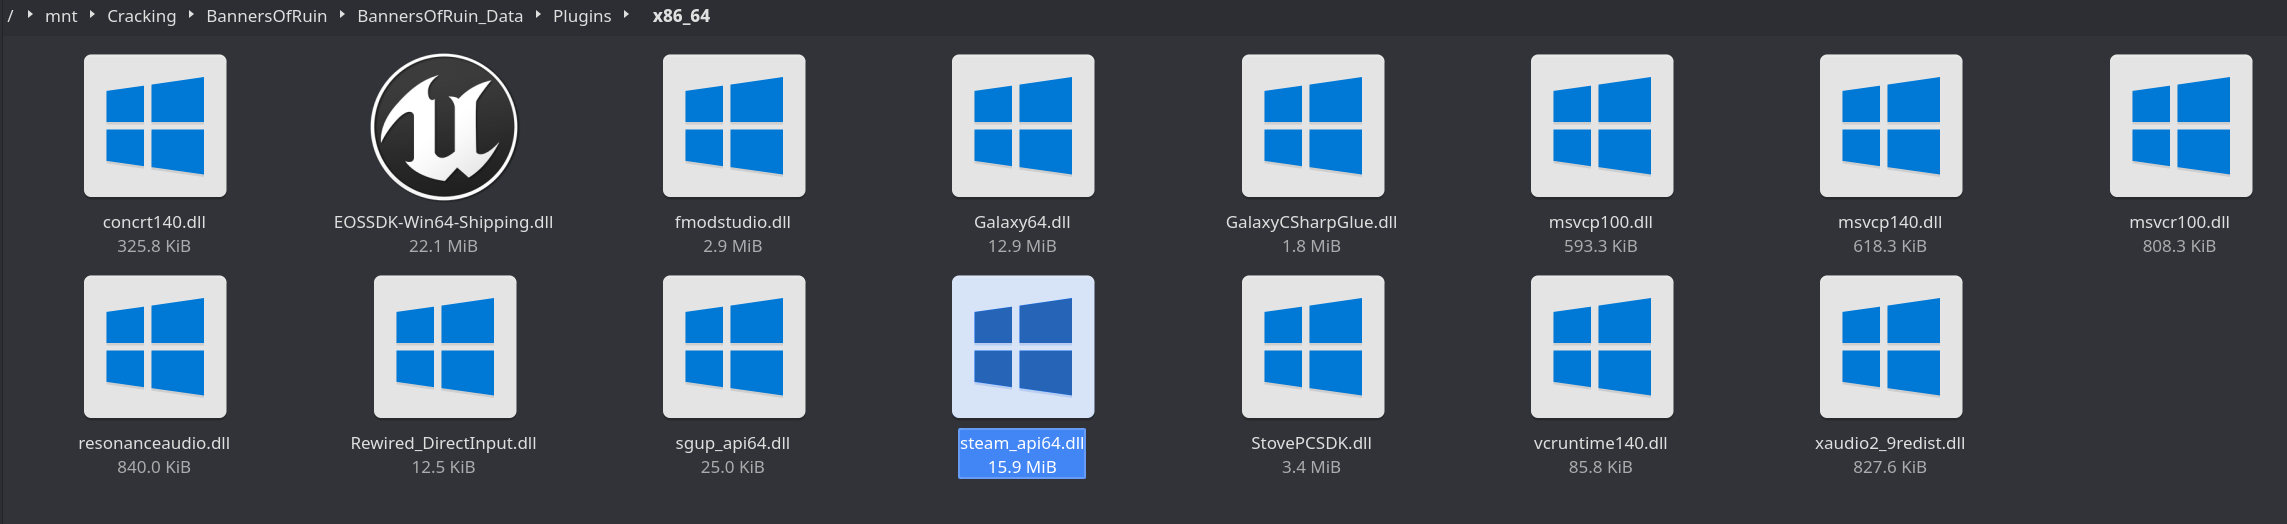 / mnt Cracking BannersOfRuin BannersOfRuin_Data Plugins x86_64
concrt140.dll EOSSDK-Win64-Shipping.dll fmodstudio.dll Galaxy64.dll GalaxyCSharpGlue.dll msvcp100.dll msvcp140.dll msvcr100.dll
325.8 KiB 22.1 MiB 2.9 MiB 12.9 MiB 1.8 MiB 593.3 KiB 618.3 KiB 808.3 KiB
resonanceaudio.dll Rewired_DirectInput.dll sgup_api64.dll steam_api64.dll StovePCSDK.dll vcruntime140.dll xaudio2_9redist.dll
840.0 KiB 12.5 KiB 25.0 KiB 15.9 MiB 3.4 MiB 85.8 KiB 827.6 KiB